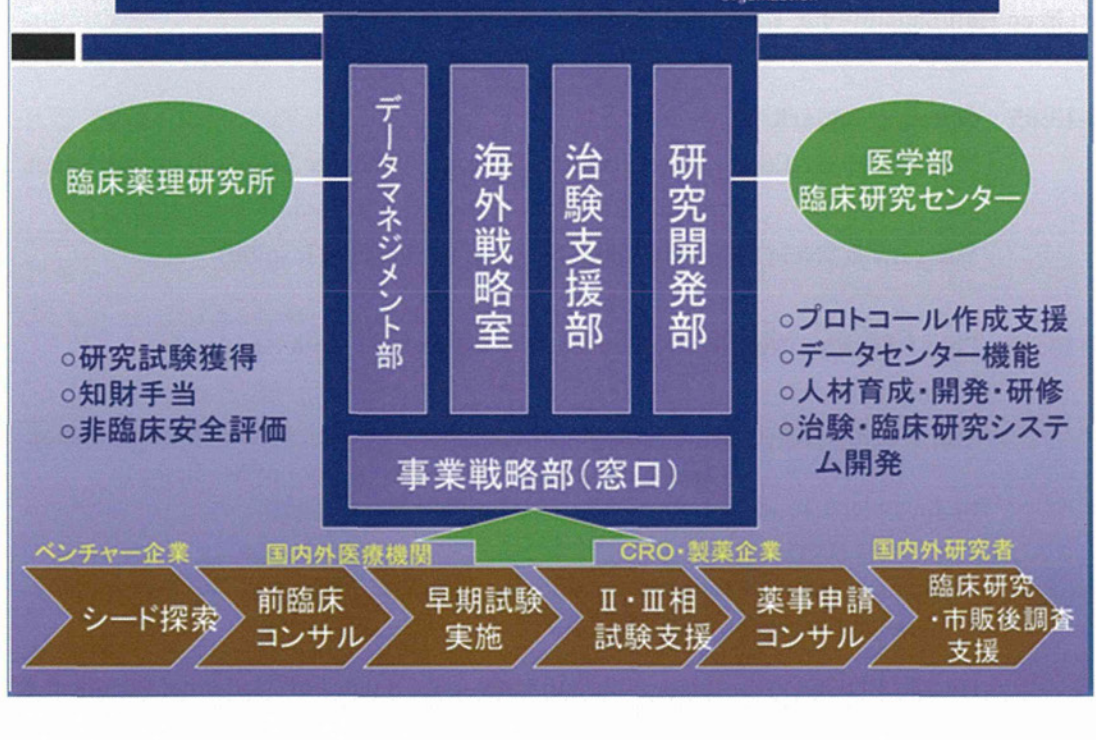 データマネジメント部
海外戦略室
治験支援部
研究開発部
臨床薬理研究所
医学部
臨床研究センター
○研究試験獲得
○知財手当
○非臨床安全評価
○プロトコール作成支援
○データセンター機能
○人材育成・開発・研修
○治験・臨床研究システ
ム開発
事業戦略部(窓口)
ベンチャー企業
国内外医療機関
CRO・製薬企業
国内外研究者
シード探索
前臨床
コンサル
早期試験
実施
Ⅱ・Ⅲ相
試験支援
薬事申請
コンサル
臨床研究
・市販後調査
支援